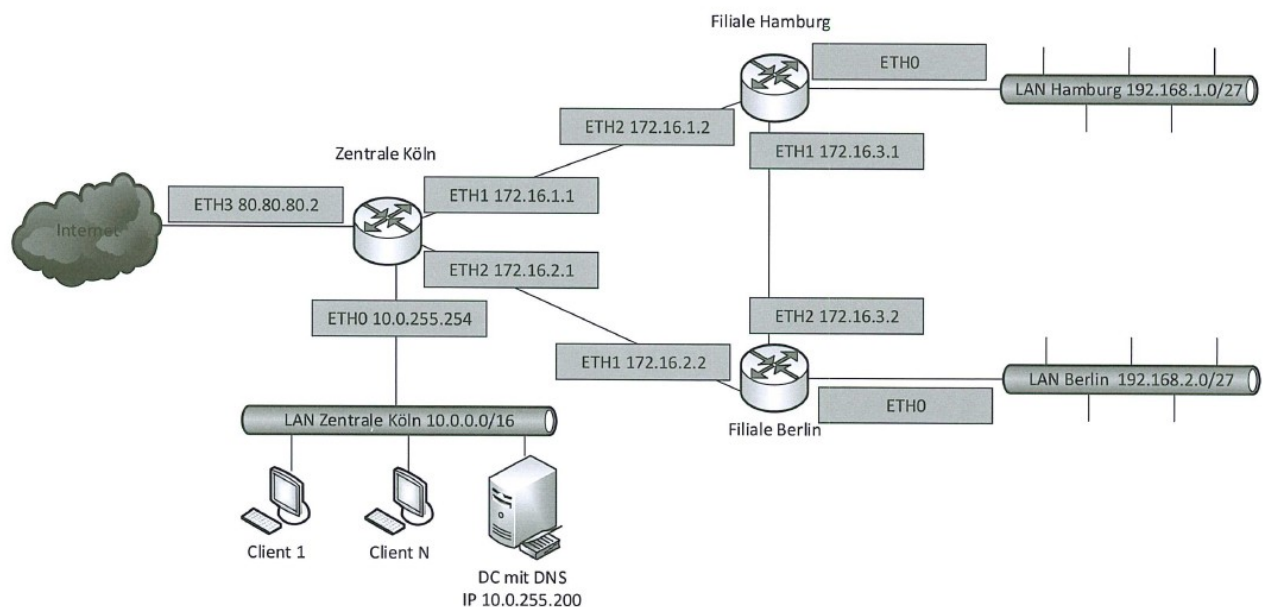 Filiale Hamburg
ETH0
LAN Hamburg 192.168.1.0/27
ETH2 172.16.1.2
ETH1 172.16.3.1
Zentrale Köln
ETH3 80.80.80.2
ETH1 172.16.1.1
Internet
ETH2 172.16.2.1
ETH0 10.0.255.254
ETH2 172.16.3.2
ETH1 172.16.2.2
LAN Berlin 192.168.2.0/27
ETH0
LAN Zentrale Köln 10.0.0.0/16
Filiale Berlin
Client 1
Client N
DC mit DNS
IP 10.0.255.200